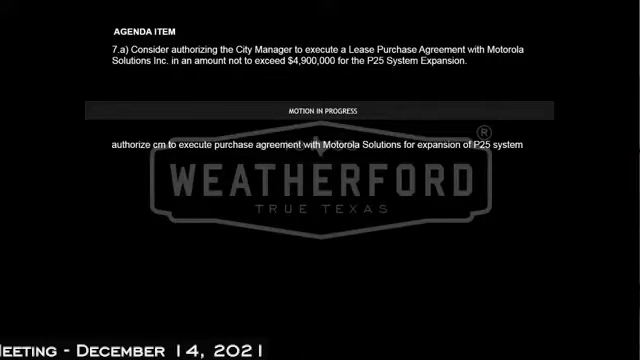 AGENDA ITEM
7.a) Consider authorizing the City Manager to execute a Lease Purchase Agreement with Motorola
Solutions Inc. in an amount not to exceed $4,900,000 for the P25 System Expansion.
MOTION IN PROGRESS
authorize cm to execute purchase agreement with Motorola Solutions for expansion of P25 system
®
WEATHERFORD
TRUE TEXAS
MEETING - DECEMBER 14, 2021